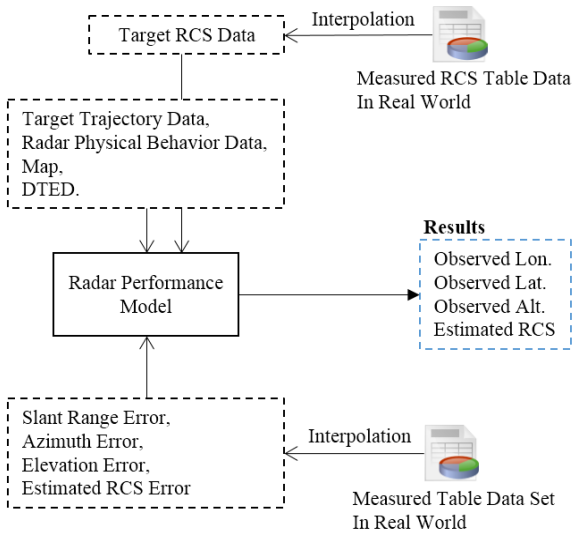 Interpolation
Target RCS Data
Measured RCS Table Data
In Real World
Target Trajectory Data,
Radar Physical Behavior Data,
Map,
DTED.
Results
Observed Lon.
Observed Lat.
Observed Alt.
Estimated RCS
Radar Performance
Model
Slant Range Error,
Azimuth Error,
Elevation Error,
Estimated RCS Error
Interpolation
Measured Table Data Set
In Real World